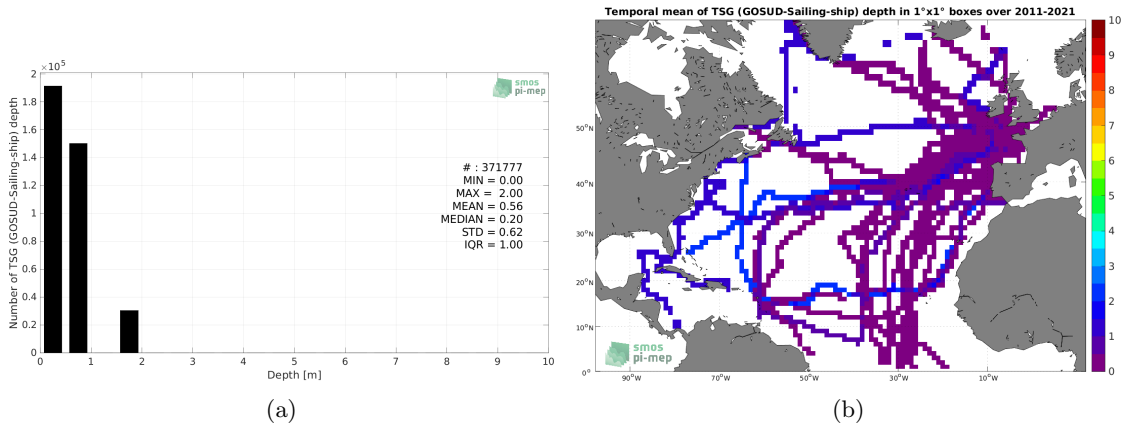 ×10⁵
2
1.8
1.6
1.4
1.2
1
0.8
0.6
0.4
0.2
0
Number of TSG (GOSUD-Sailing-ship) depth
smos
pi-mep
# : 371777
MIN = 0.00
MAX = 2.00
MEAN = 0.56
MEDIAN = 0.20
STD = 0.62
IQR = 1.00
0 1 2 3 4 5 6 7 8 9 10
Depth [m]
(a)
Temporal mean of TSG (GOSUD-Sailing-ship) depth in 1°x1° boxes over 2011-2021
50°N
40°N
30°N
20°N
10°N
0°
90°W 70°W 50°W 30°W 10°W
smos
pi-mep
10
9
8
7
6
5
4
3
2
1
0
(b)